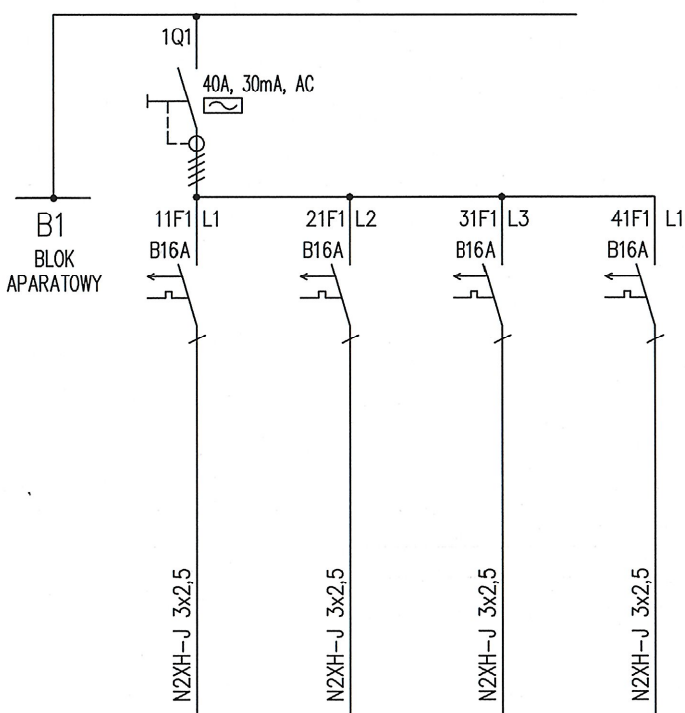 1Q1
40A, 30mA, AC
B1
BLOK
APARATOWY
11F1 L1
B16A
21F1 L2
B16A
31F1 L3
B16A
41F1 L1
B16A
N2XH-J 3x2,5
N2XH-J 3x2,5
N2XH-J 3x2,5
N2XH-J 3x2,5